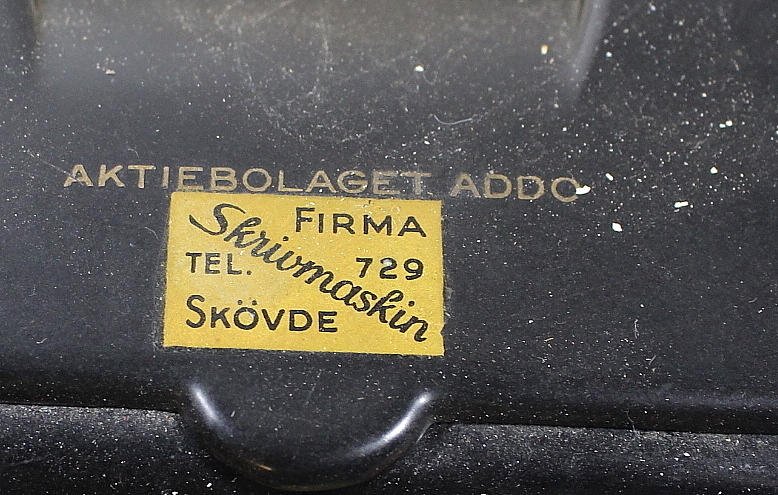 AKTIEBOLAGET ADDO
FIRMA
Skrivmaskin
TEL. 729
SKÖVDE